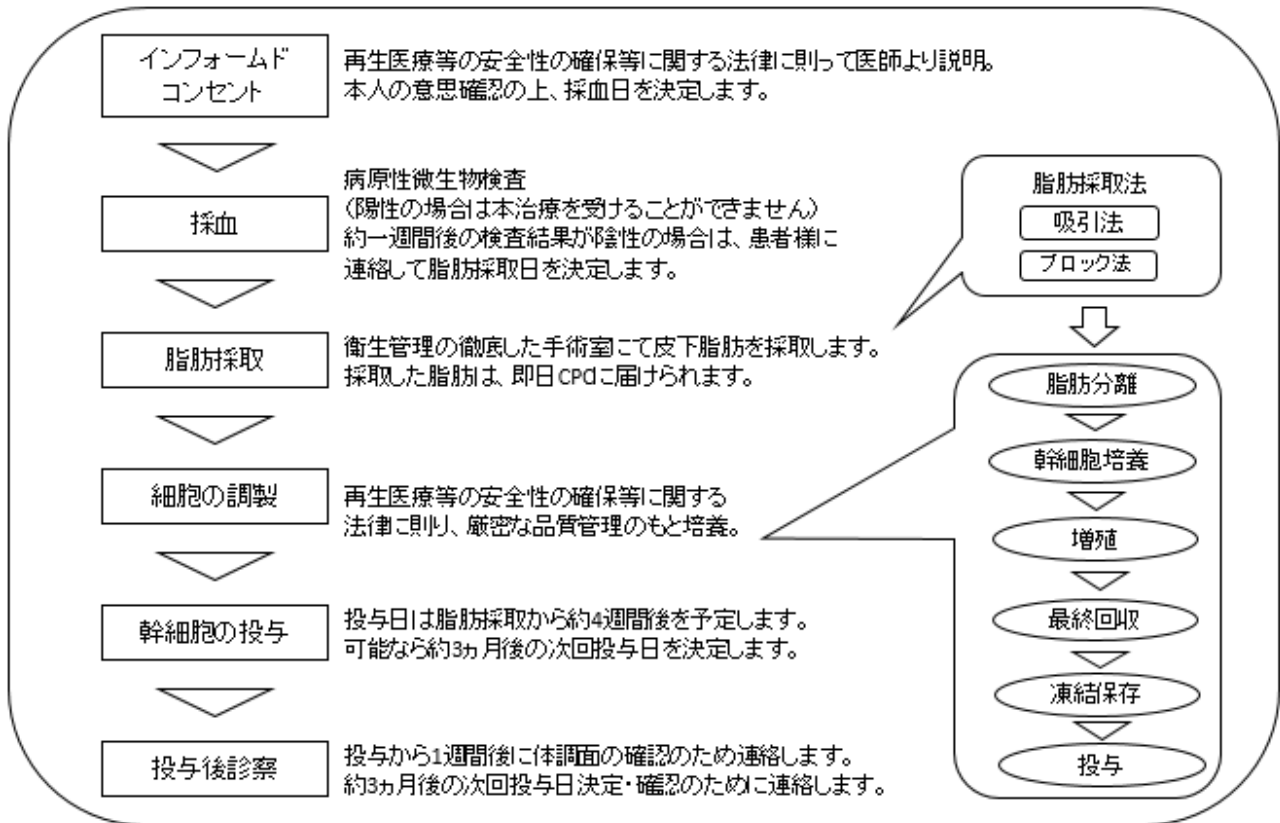 インフォームド
コンセント
再生医療等の安全性の確保等に関する法律に則って医師より説明。
本人の意思確認の上、採血日を決定します。
採血
病原性微生物検査
(陽性の場合は本治療を受けることができません)
約一週間後の検査結果が陰性の場合は、患者様に
連絡して脂肪採取日を決定します。
脂肪採取
衛生管理の徹底した手術室にて皮下脂肪を採取します。
採取した脂肪は、即日CPCに届けられます。
細胞の調製
再生医療等の安全性の確保等に関する
法律に則り、厳密な品質管理のもと培養。
幹細胞の投与
投与日は脂肪採取から約4週間後を予定します。
可能なら約3ヵ月後の次回投与日を決定します。
投与後診察
投与から1週間後に体調面の確認のため連絡します。
約3ヵ月後の次回投与日決定・確認のために連絡します。
脂肪採取法
吸引法
ブロック法
脂肪分離
幹細胞培養
増殖
最終回収
凍結保存
投与